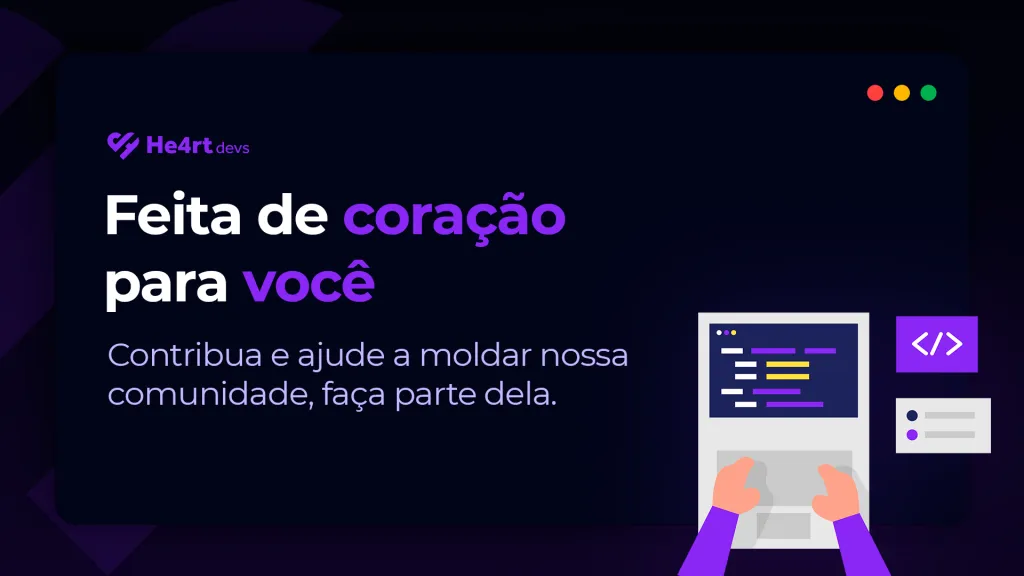 He4rt devs
Feita de coração
para você
Contribua e ajude a moldar nossa
comunidade, faça parte dela.
</>